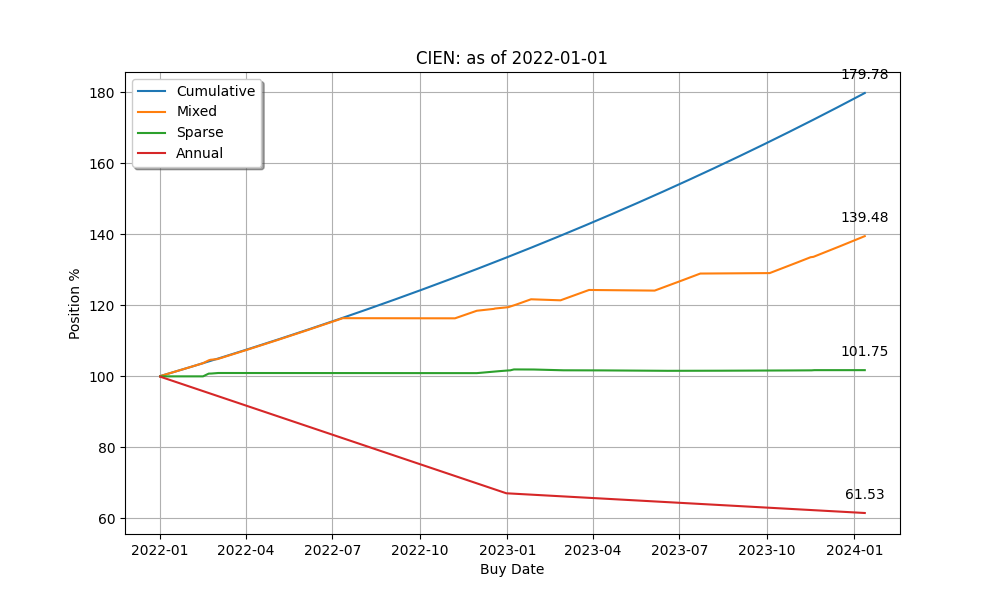 CIEN: as of 2022-01-01
Cumulative
Mixed
Sparse
Annual
179.78
139.48
101.75
61.53
180
160
140
120
100
80
60
Position %
2022-01 2022-04 2022-07 2022-10 2023-01 2023-04 2023-07 2023-10 2024-01
Buy Date